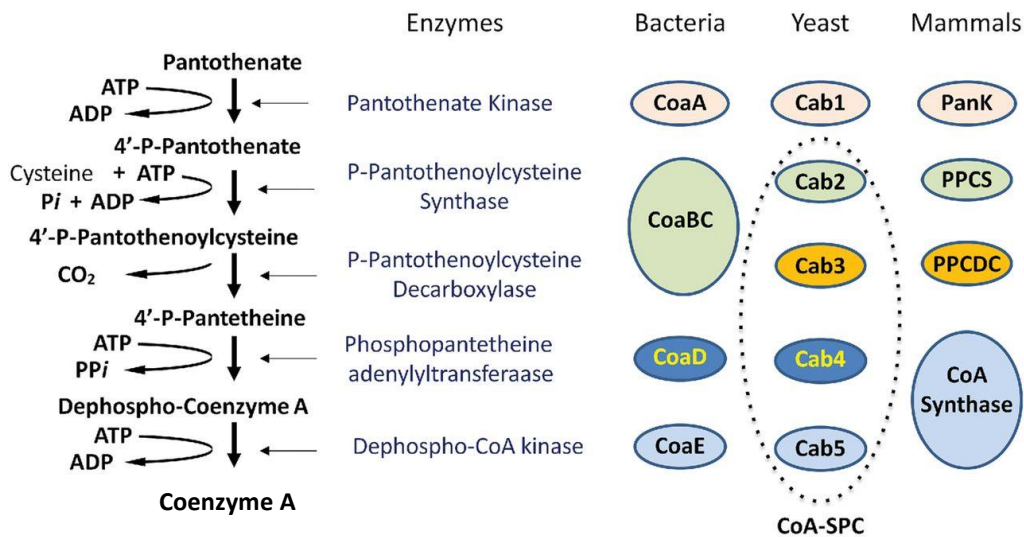 Enzymes Bacteria Yeast Mammals
Pantothenate
ATP
ADP
Pantothenate Kinase CoaA Cab1 PanK
4’-P-Pantothenate
Cysteine + ATP
Pi + ADP
P-Pantothenoylcysteine
Synthase
CoaBC Cab2 PPCS
4’-P-Pantothenoylcysteine
CO2
P-Pantothenoylcysteine
Decarboxylase
Cab3 PPCDC
4’-P-Pantetheine
ATP
PPi
Phosphopantetheine
adenylyltransferaase
CoaD Cab4 CoA
Synthase
Dephospho-Coenzyme A
ATP
ADP
Dephospho-CoA kinase CoaE Cab5
Coenzyme A
CoA-SPC